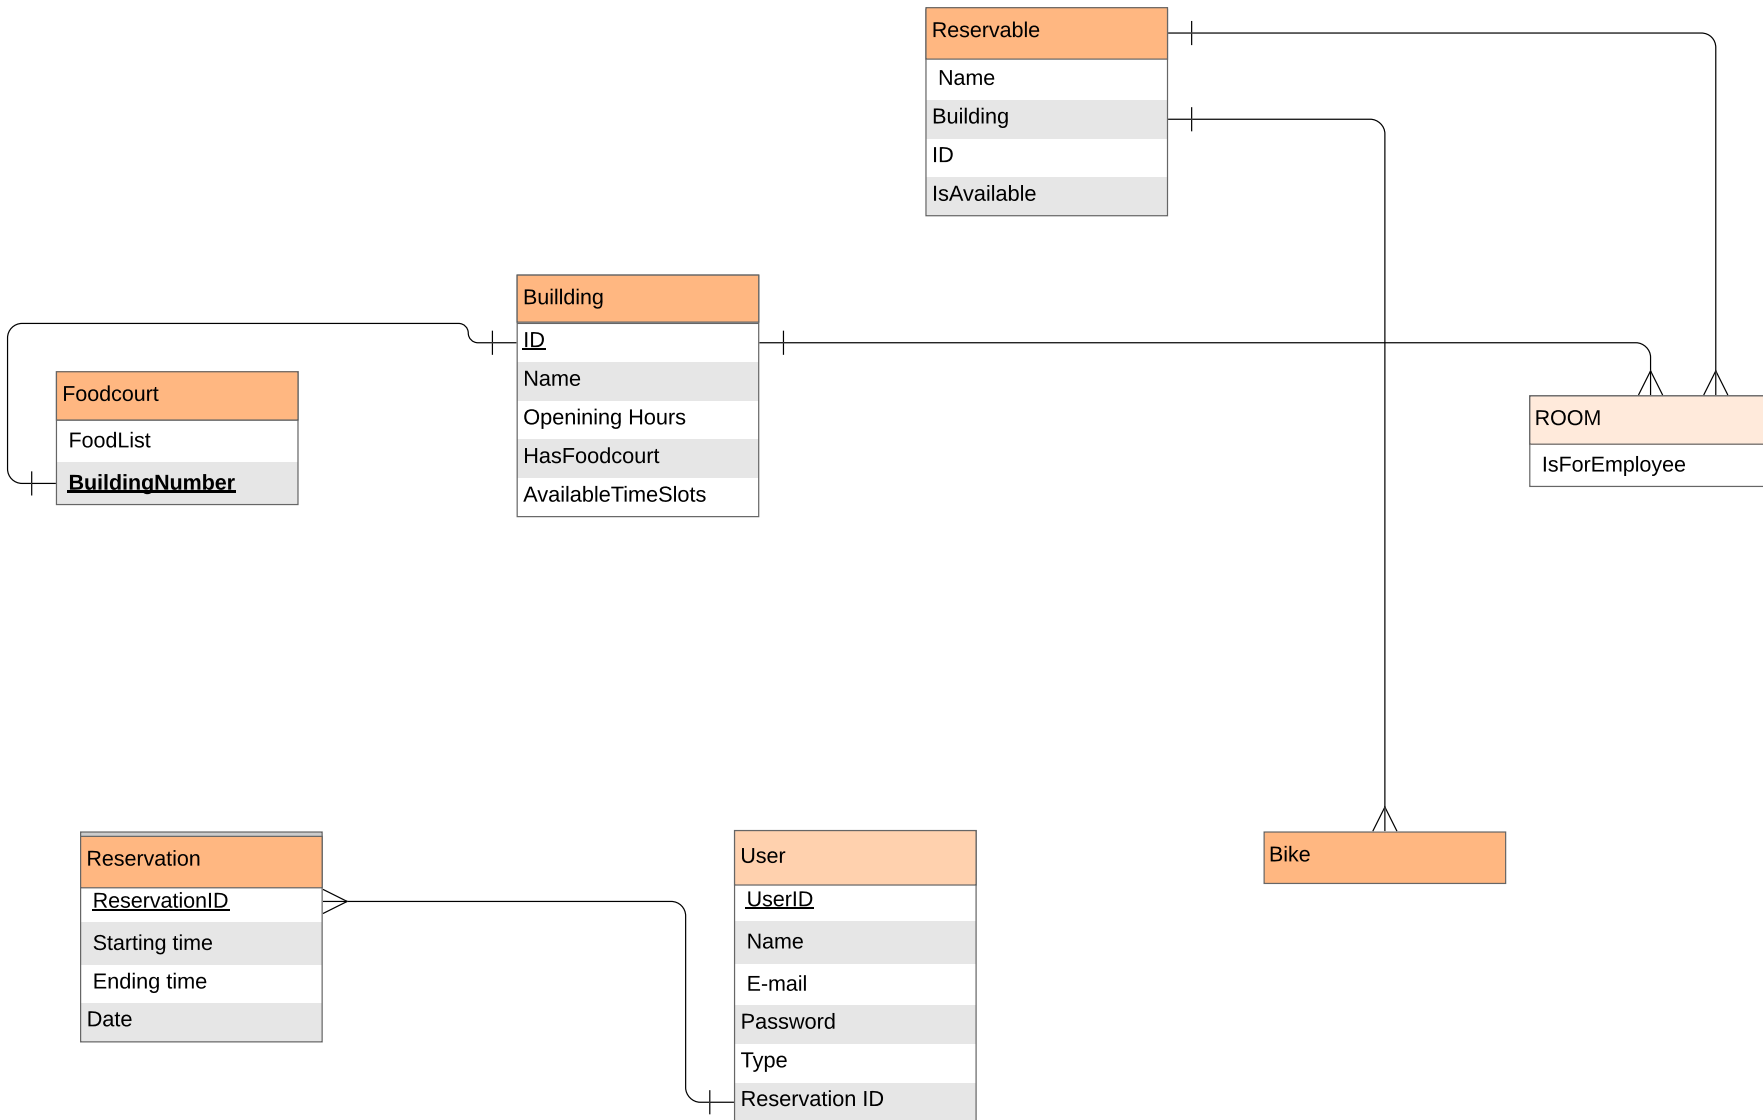 Reservable
Name
Building
ID
IsAvailable
Buillding
ID
Name
Openining Hours
HasFoodcourt
AvailableTimeSlots
Foodcourt
FoodList
BuildingNumber
ROOM
IsForEmployee
Reservation
ReservationID
Starting time
Ending time
Date
User
UserID
Name
E-mail
Password
Type
Reservation ID
Bike